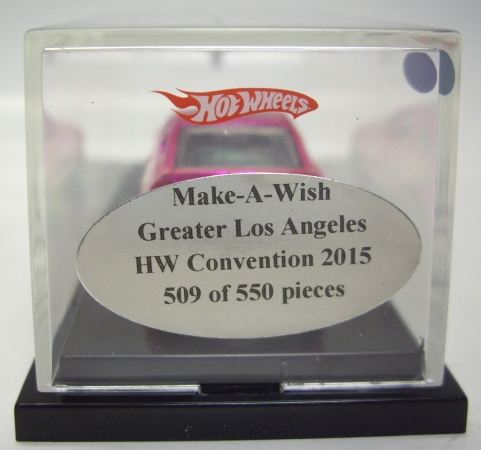 HOT WHEELS
Make-A-Wish
Greater Los Angeles
HW Convention 2015
509 of 550 pieces